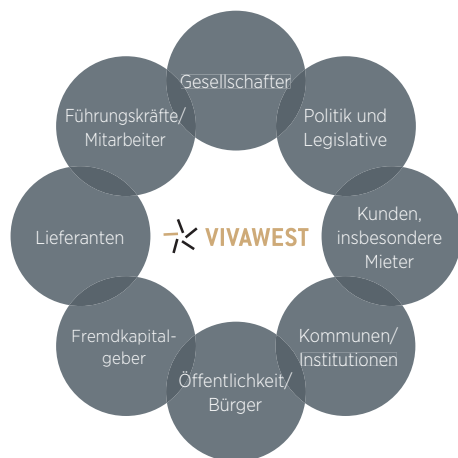 Gesellschafter
Politik und
Legislative
Kunden,
insbesondere
Mieter
Kommunen/
Institutionen
Öffentlichkeit/
Bürger
Fremdkapital-
geber
Lieferanten
Führungskräfte/
Mitarbeiter
VIVAWEST